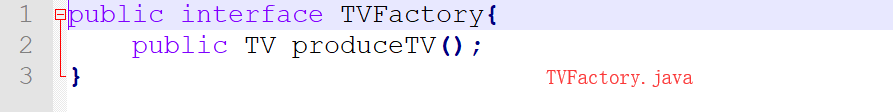 1 public interface TVFactory{
2 public TV produceTV();
3 }
TVFactory.java